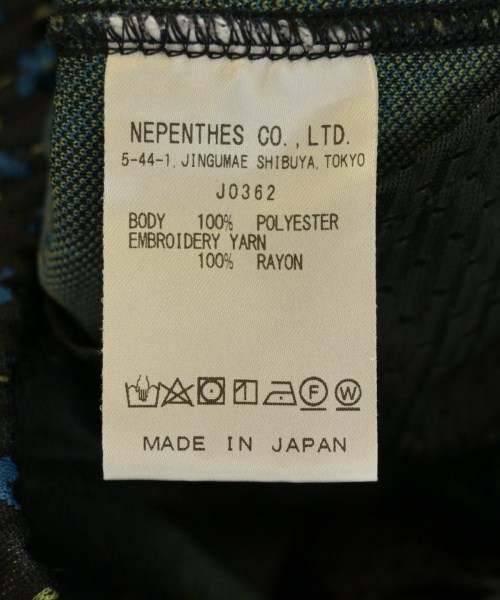 NEPENTHES CO., LTD.
5-44-1, JINGUMAE SHIBUYA, TOKYO
J0362
BODY 100% POLYESTER
EMBROIDERY YARN
100% RAYON
F W
MADE IN JAPAN